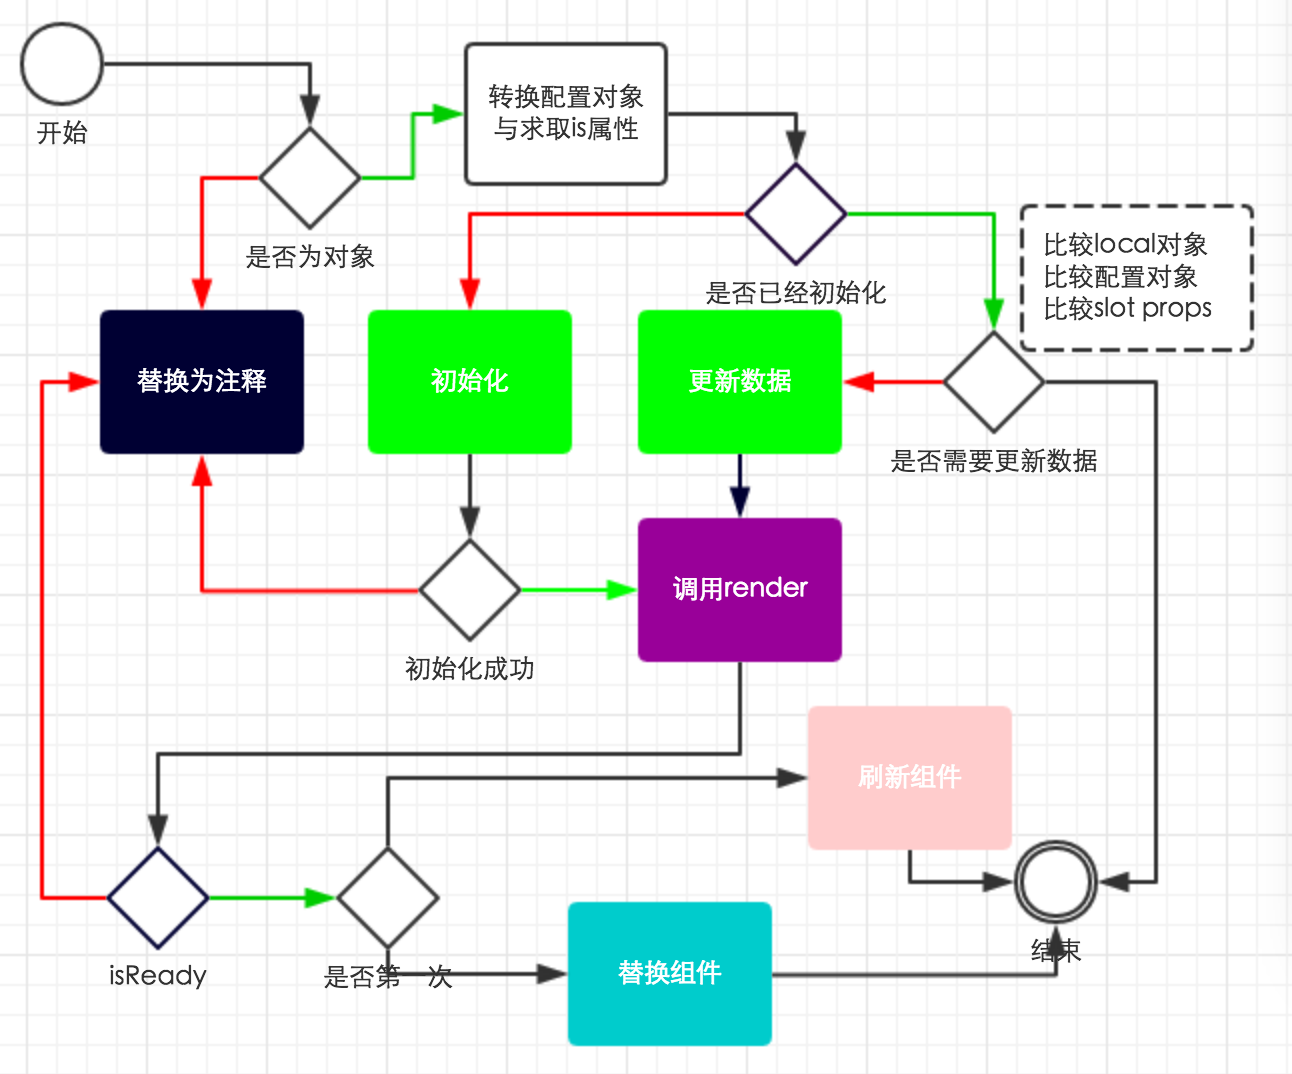 开始
转换配置对象
与求取is属性
是否为对象
是否已经初始化
比较local对象
比较配置对象
比较slot props
替换为注释
初始化
更新数据
是否需要更新数据
调用render
初始化成功
刷新组件
isReady
是否第一次
替换组件
结束